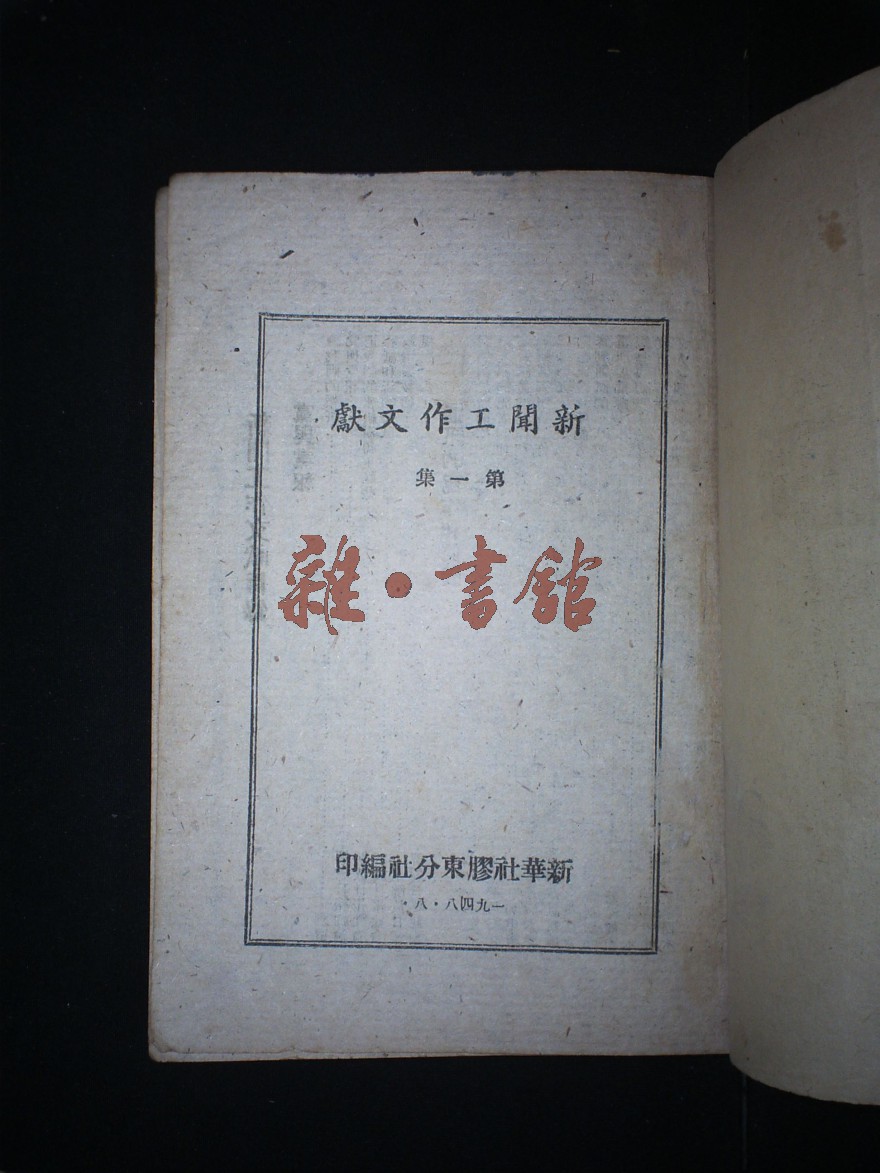 新聞工作文獻
第一集
雜·書館
新華社膠東分社編印
一九四八·八·